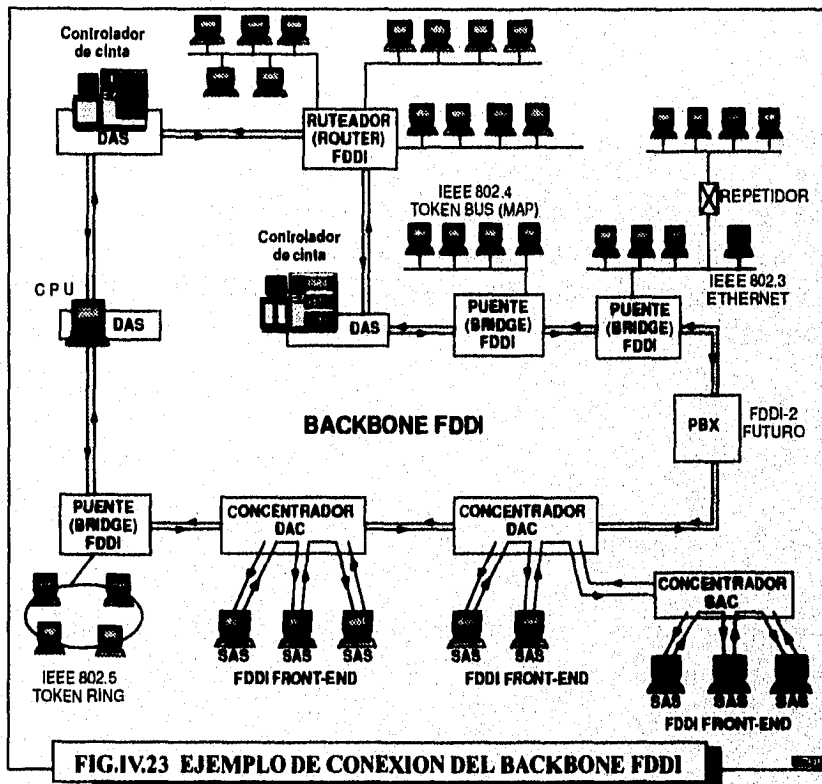 Controlador
de cinta
DAS
RUTEADOR
(ROUTER)
FDDI
IEEE 802.4
TOKEN BUS (MAP)
REPETIDOR
Controlador
de cinta
CPU
DAS
DAS
PUENTE
(BRIDGE)
FDDI
PUENTE
(BRIDGE)
FDDI
IEEE 802.3
ETHERNET
BACKBONE FDDI
PBX
FDDI-2
FUTURO
PUENTE
(BRIDGE)
FDDI
CONCENTRADOR
DAC
CONCENTRADOR
DAC
CONCENTRADOR
SAC
IEEE 802.5
TOKEN RING
SAS SAS SAS
FDDI FRONT-END
SAS SAS
FDDI FRONT-END
SAS SAS SAS
FDDI FRONT-END
FIG.IV.23 EJEMPLO DE CONEXION DEL BACKBONE FDDI